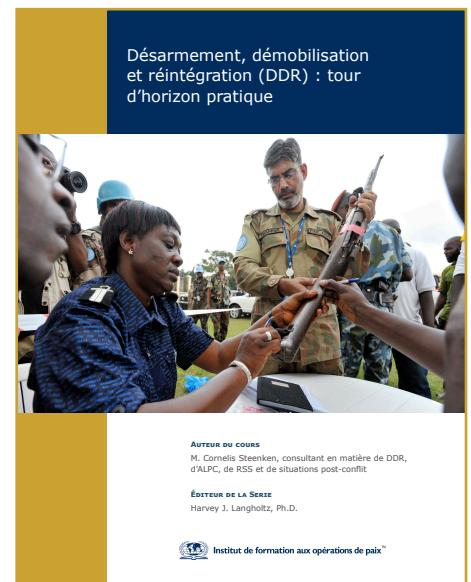 Désarmement, démobilisation
et réintégration (DDR) : tour
d’horizon pratique
Auteur du cours
M. Cornelis Steenken, consultant en matière de DDR,
d’ALPC, de RSS et de situations post-conflit
Éditeur de la Serie
Harvey J. Langholtz, Ph.D.
Institut de formation aux opérations de paix™